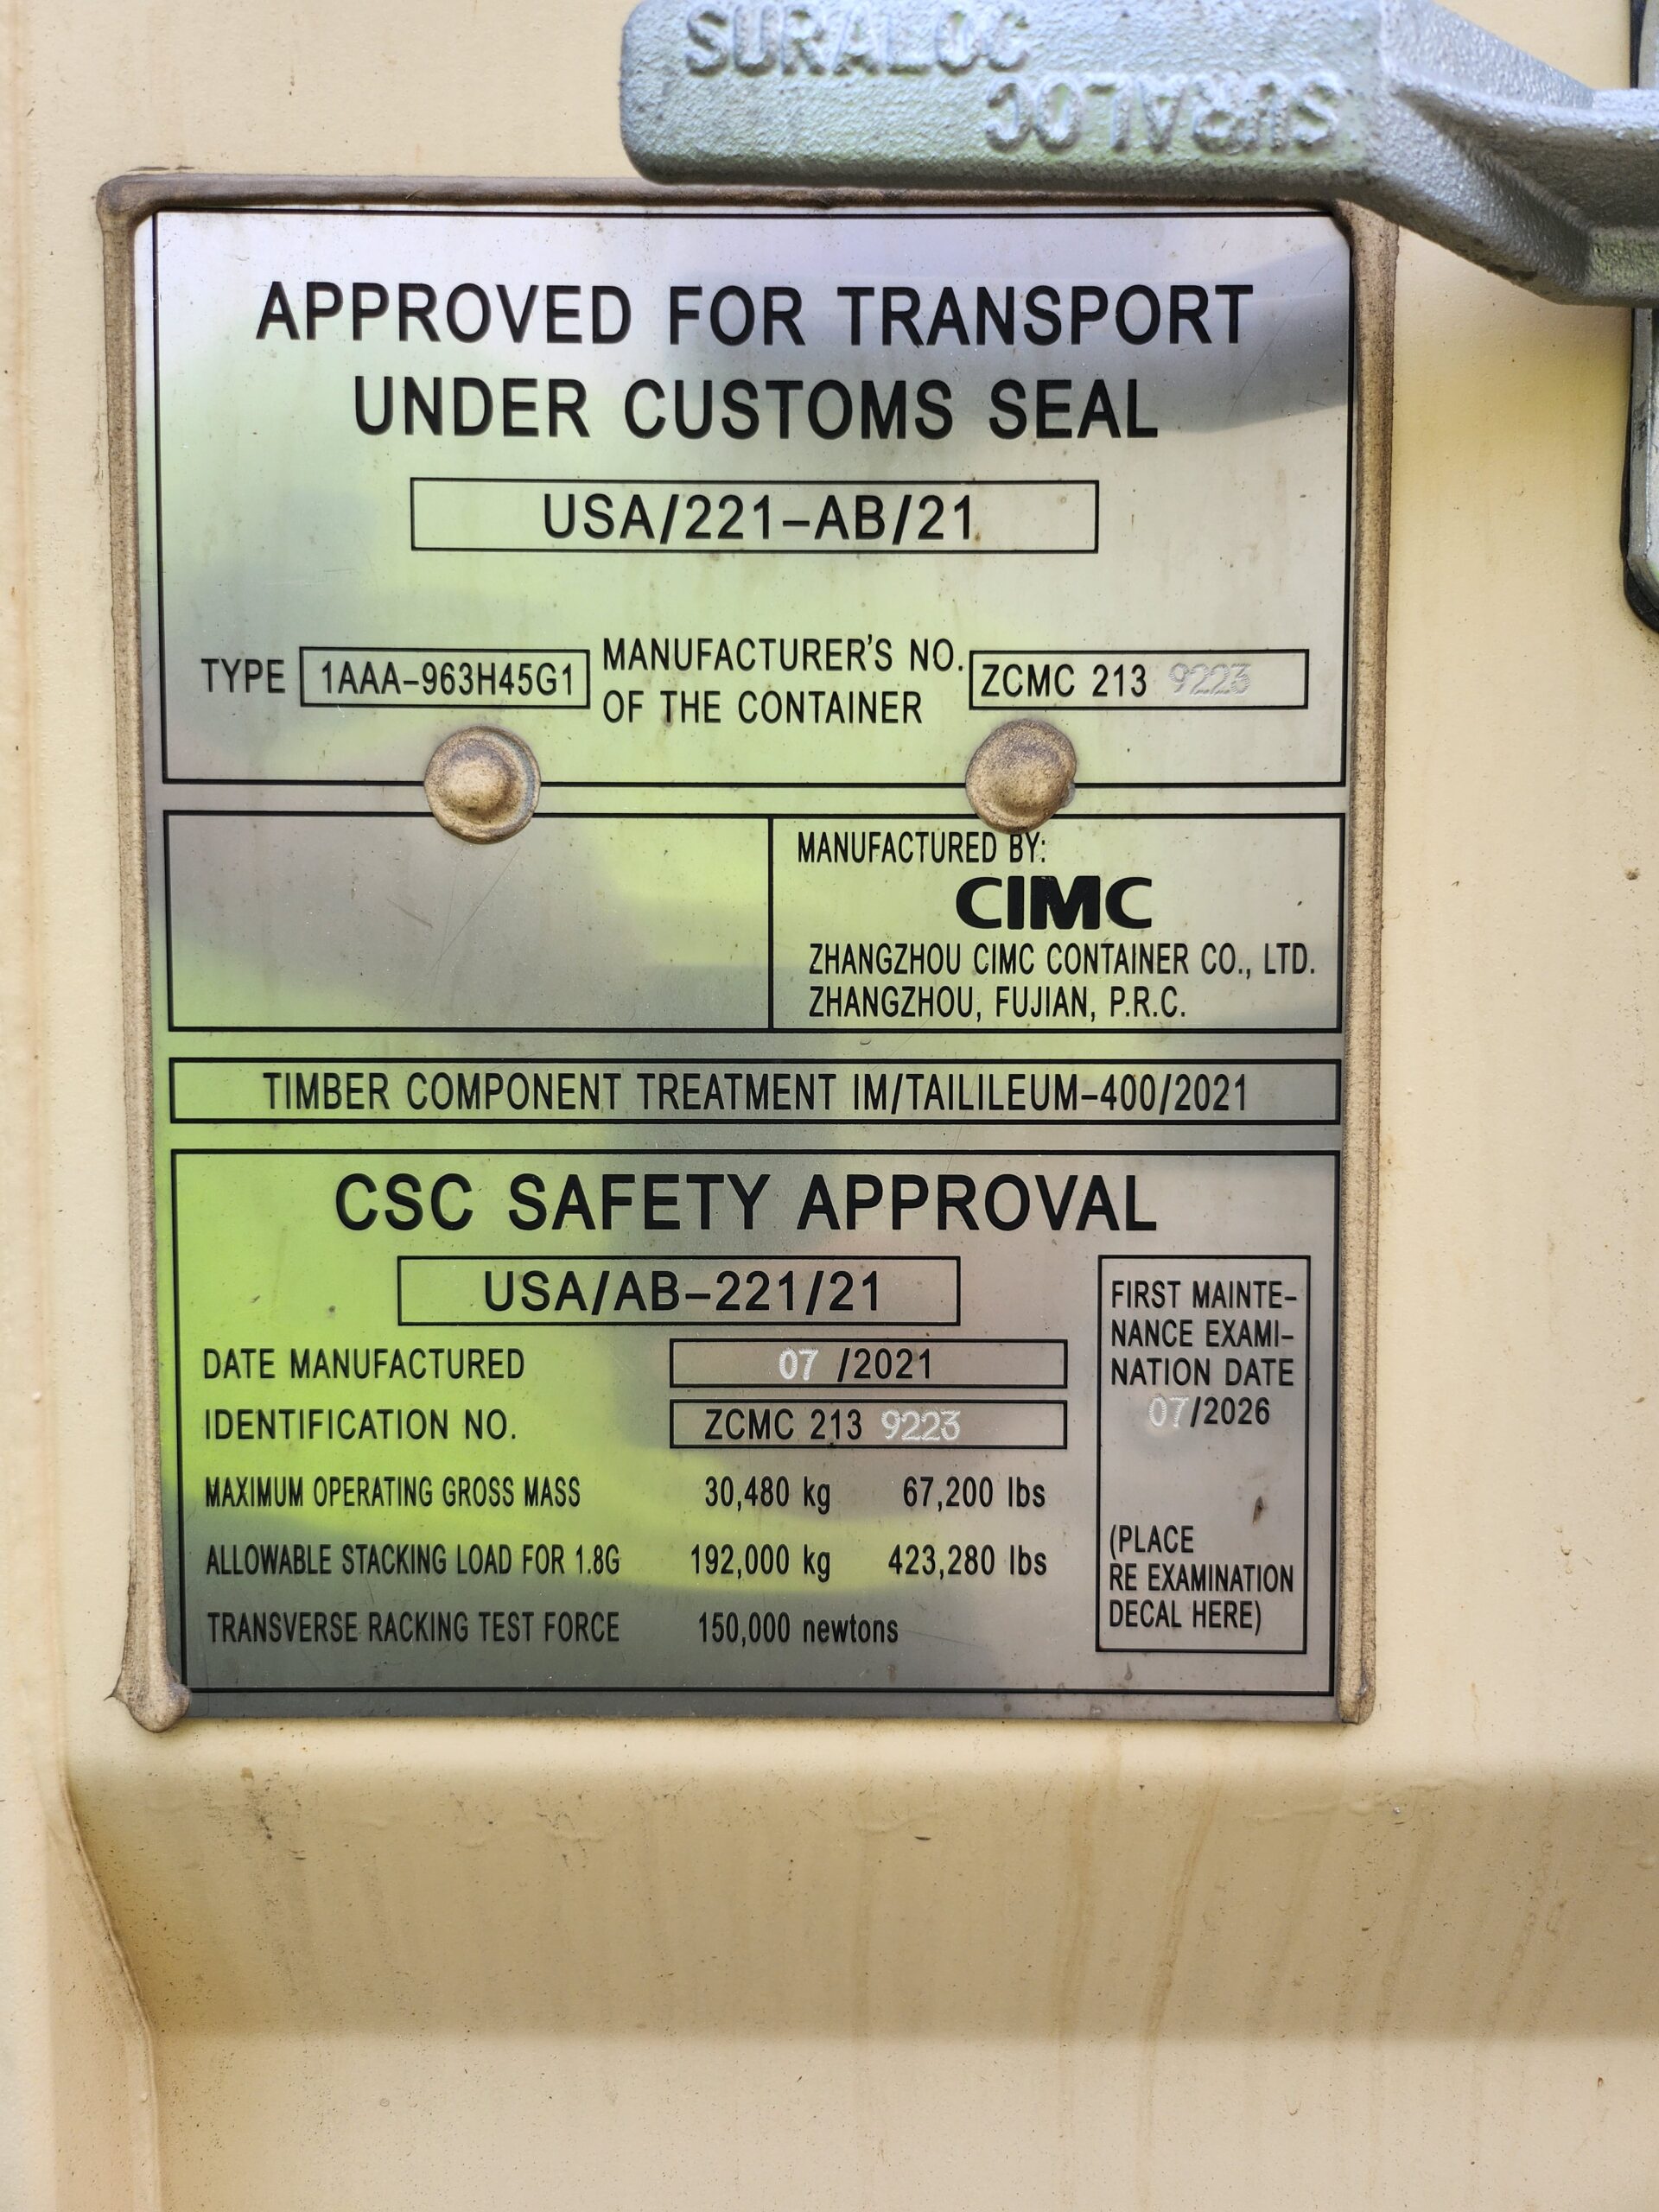 SURALOC
SURALOC
APPROVED FOR TRANSPORT
UNDER CUSTOMS SEAL
USA/221-AB/21
TYPE 1AAA-963H45G1 MANUFACTURER'S NO. OF THE CONTAINER ZCMC 213 9223
MANUFACTURED BY:
CIMC
ZHANGZHOU CIMC CONTAINER CO., LTD.
ZHANGZHOU, FUJIAN, P.R.C.
TIMBER COMPONENT TREATMENT IM/TAILILEUM-400/2021
CSC SAFETY APPROVAL
USA/AB-221/21
DATE MANUFACTURED 07 /2021
IDENTIFICATION NO. ZCMC 213 9223
MAXIMUM OPERATING GROSS MASS 30,480 kg 67,200 lbs
ALLOWABLE STACKING LOAD FOR 1.8G 192,000 kg 423,280 lbs
TRANSVERSE RACKING TEST FORCE 150,000 newtons
FIRST MAINTE-
NANCE EXAMI-
NATION DATE
07/2026
(PLACE
RE EXAMINATION
DECAL HERE)